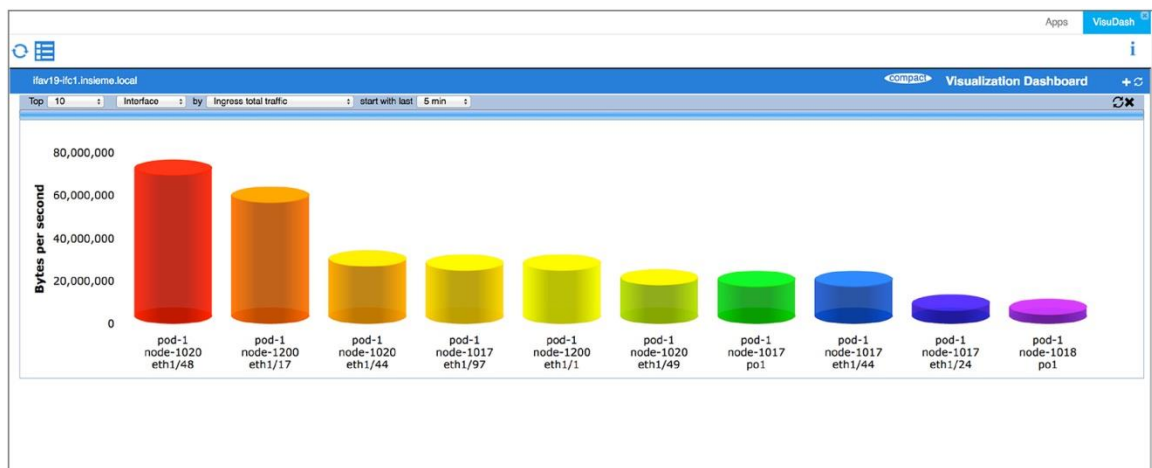 Apps VisuDash
i
ifav19-ifc1.insieme.local compact Visualization Dashboard
Top 10 Interface by Ingress total traffic start with last 5 min
Bytes per second
80,000,000
60,000,000
40,000,000
20,000,000
0
pod-1
node-1020
eth1/48
pod-1
node-1200
eth1/17
pod-1
node-1020
eth1/44
pod-1
node-1017
eth1/97
pod-1
node-1200
eth1/1
pod-1
node-1020
eth1/49
pod-1
node-1017
po1
pod-1
node-1017
eth1/44
pod-1
node-1017
eth1/24
pod-1
node-1018
po1